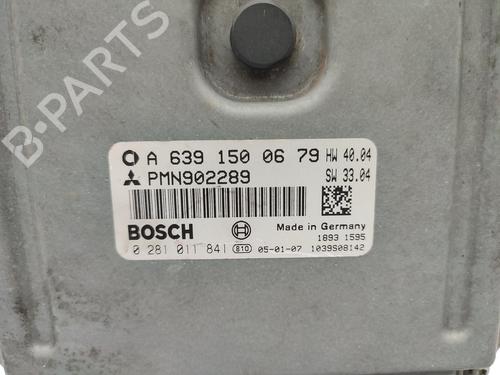 A 639 150 06 79 HW 40.04
PMN902289 SW 33.04
BOSCH Made in Germany
1893 1595
0 281 011 841 810 05-01-07 1039S08142
B-PARTS